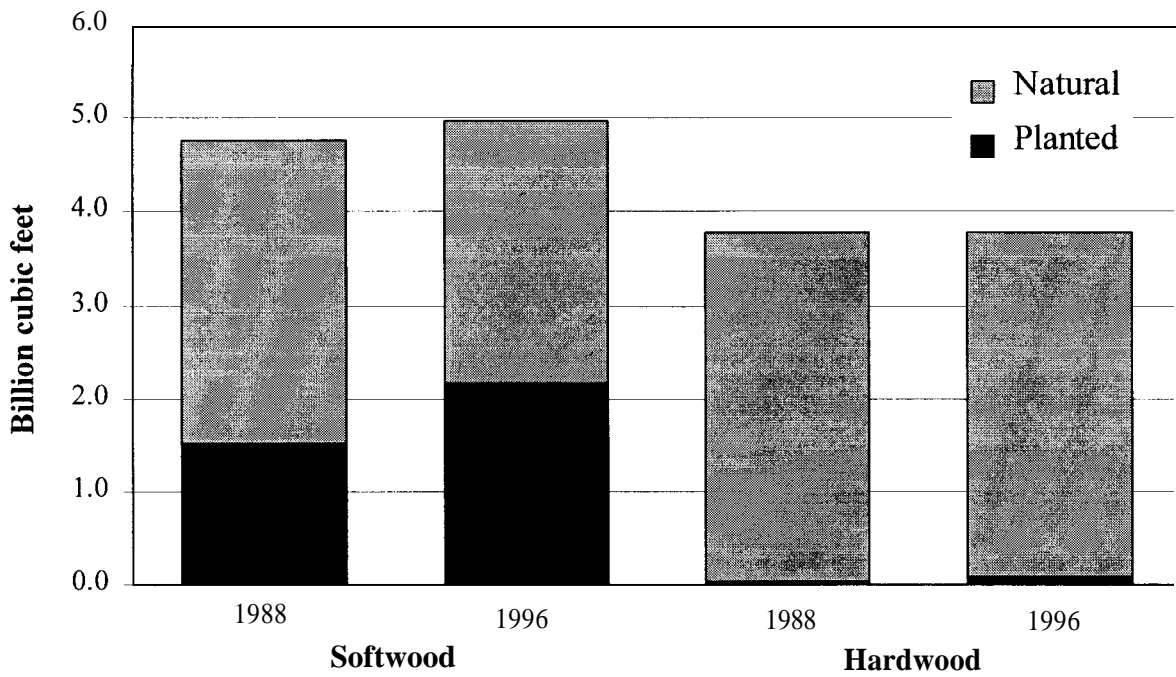 6.0
5.0
4.0
3.0
2.0
1.0
0.0
Billion cubic feet
Natural
Planted
1988
1996
1988
1996
Softwood
Hardwood